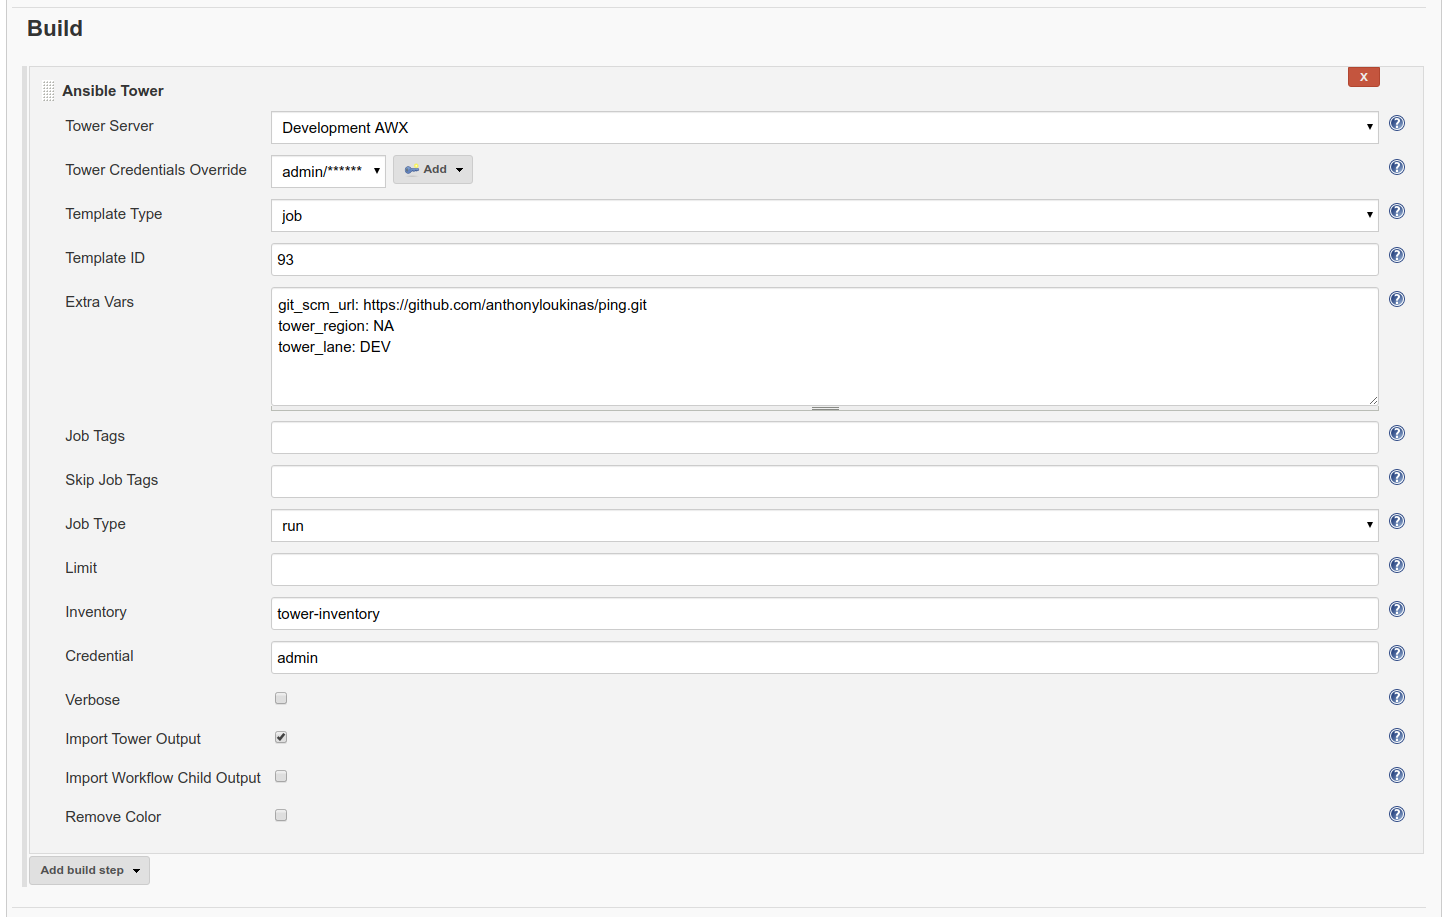 Build
Ansible Tower
X
Tower Server
Development AWX
?
Tower Credentials Override
admin/******
Add
?
Template Type
job
?
Template ID
93
?
Extra Vars
git_scm_url: https://github.com/anthonyloukinas/ping.git
tower_region: NA
tower_lane: DEV
?
Job Tags
?
Skip Job Tags
?
Job Type
run
?
Limit
?
Inventory
tower-inventory
?
Credential
admin
?
Verbose
?
Import Tower Output
?
Import Workflow Child Output
?
Remove Color
?
Add build step